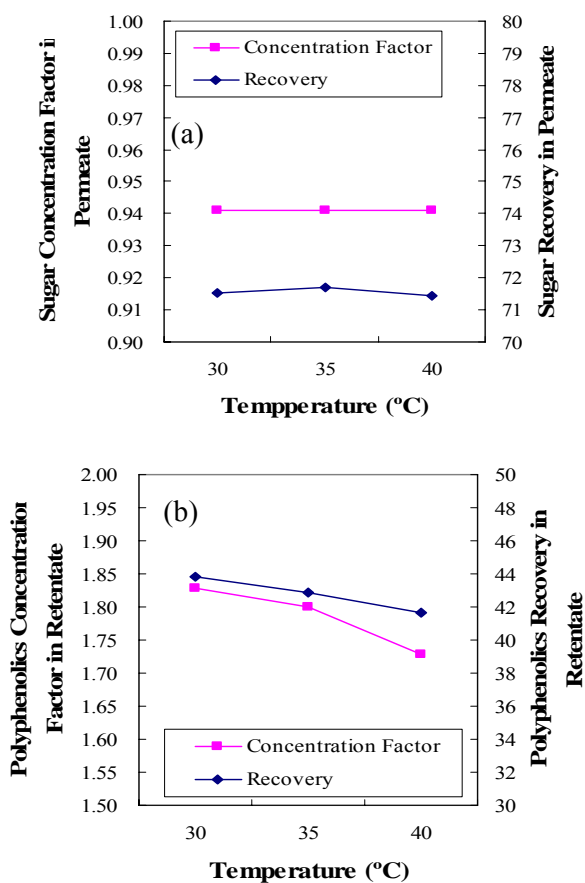 1.00
0.99
0.98
0.97
0.96
0.95
0.94
0.93
0.92
0.91
0.90
80
79
78
77
76
75
74
73
72
71
70
Concentration Factor
Recovery
(a)
Sugar Concentration Factor i
Permeate
Sugar Recovery in Permeate
30 35 40
Tempperature (ºC)
2.00
1.95
1.90
1.85
1.80
1.75
1.70
1.65
1.60
1.55
1.50
50
48
46
44
42
40
38
36
34
32
30
(b)
Polyphenolics Concentration
Factor in Retentate
Polyphenolics Recovery in
Retentate
Concentration Factor
Recovery
30 35 40
Temperature (ºC)